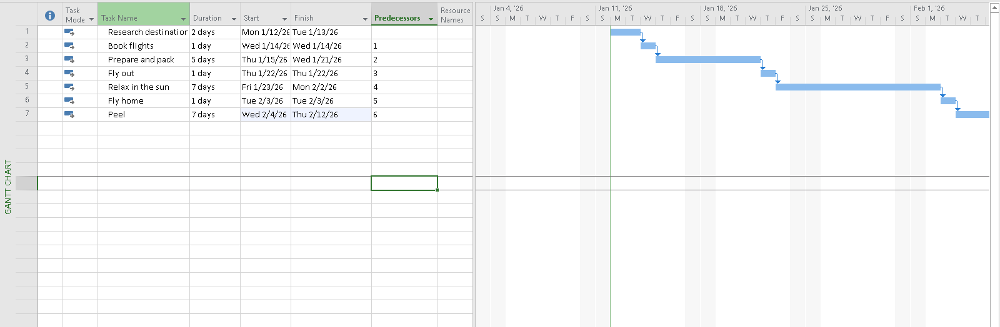 Jan 4, '26 Jan 11, '26 Jan 18, '26 Jan 25, '26 Feb 1, '26
Task Mode Task Name Duration Start Finish Predecessors Resource Names S S M T W T F S S M T W T F S S M T W T F S S M T W T F S S M T W T
1 Research destination 2 days Mon 1/12/26 Tue 1/13/26
2 Book flights 1 day Wed 1/14/26 Wed 1/14/26 1
3 Prepare and pack 5 days Thu 1/15/26 Wed 1/21/26 2
4 Fly out 1 day Thu 1/22/26 Thu 1/22/26 3
5 Relax in the sun 7 days Fri 1/23/26 Mon 2/2/26 4
6 Fly home 1 day Tue 2/3/26 Tue 2/3/26 5
7 Peel 7 days Wed 2/4/26 Thu 2/12/26 6
GANTT CHART